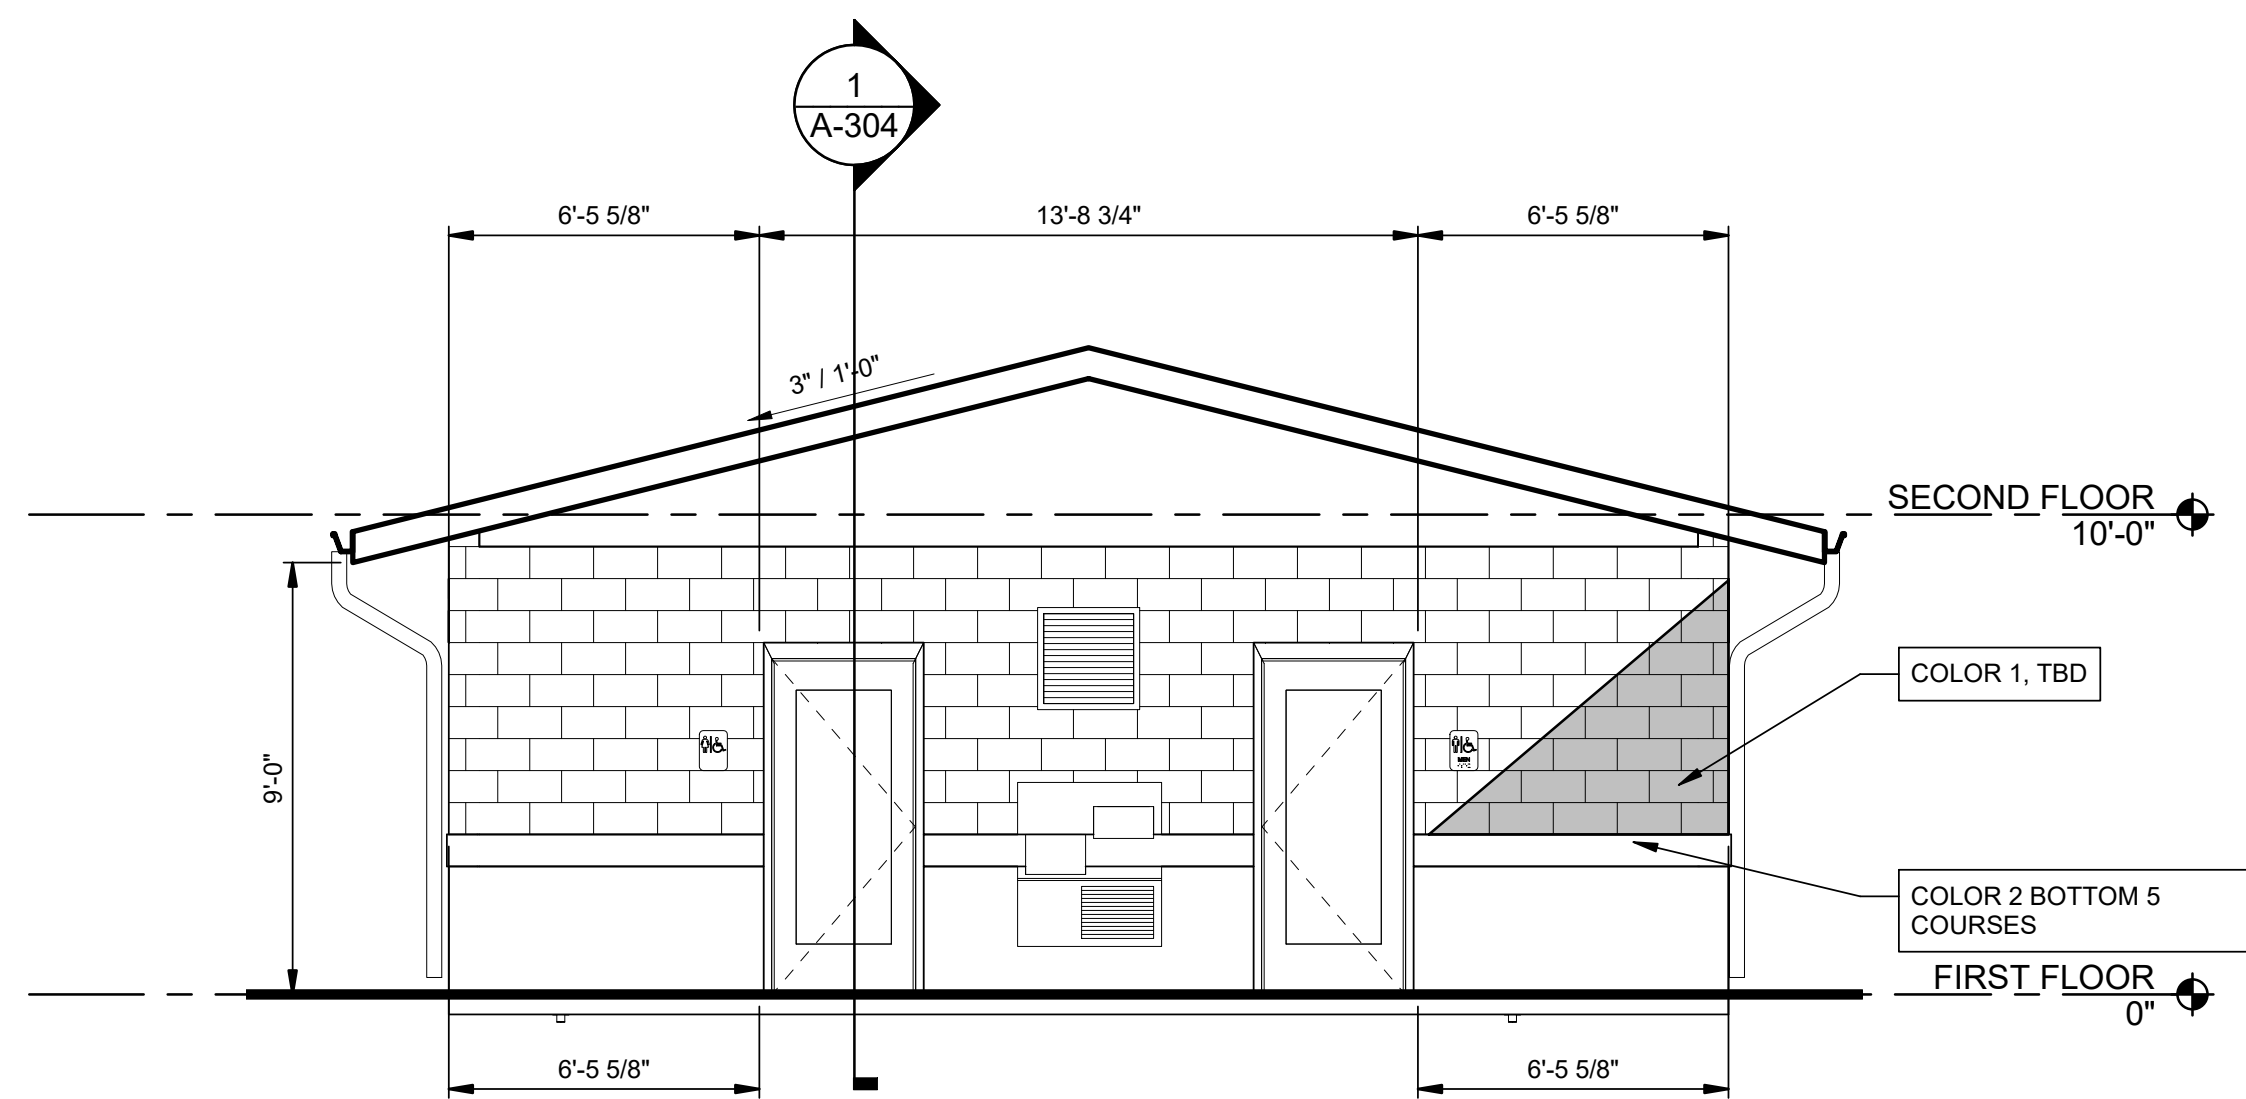 1
A-304
6'-5 5/8"
13'-8 3/4"
6'-5 5/8"
3" / 1'-0"
SECOND FLOOR
10'-0"
COLOR 1, TBD
MEN
9'-0"
COLOR 2 BOTTOM 5
COURSES
FIRST FLOOR
0"
6'-5 5/8"
6'-5 5/8"